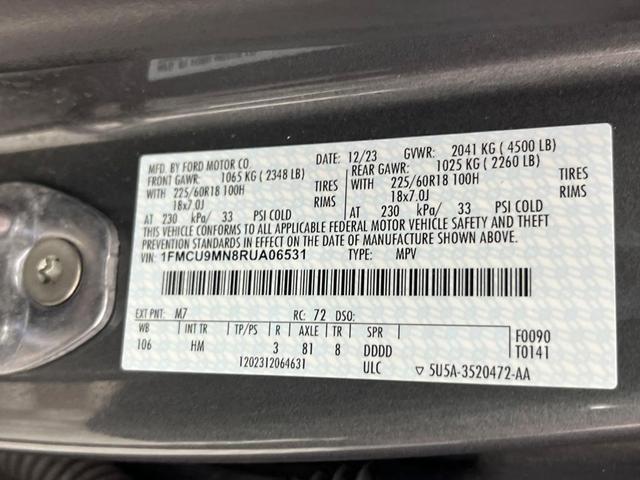 MFD. BY FORD MOTOR CO. DATE: 12/23 GVWR: 2041 KG ( 4500 LB)
FRONT GAWR: 1065 KG ( 2348 LB) REAR GAWR: 1025 KG ( 2260 LB)
WITH 225/60R18 100H TIRES WITH 225/60R18 100H TIRES
18x7.0J RIMS 18x7.0J RIMS
AT 230 kPa/ 33 PSI COLD AT 230 kPa/ 33 PSI COLD
THIS VEHICLE CONFORMS TO ALL APPLICABLE FEDERAL MOTOR VEHICLE SAFETY AND THEFT
PREVENTION STANDARDS IN EFFECT ON THE DATE OF MANUFACTURE SHOWN ABOVE.
VIN: 1FMCU9MN8RUA06531 TYPE: MPV
EXT PNT: M7 RC: 72 DSO:
WB INT TR TP/PS R AXLE TR SPR F0090
106 HM 3 81 8 DDDD T0141
1202312064631 ULC ▽ 5U5A-3520472-AA